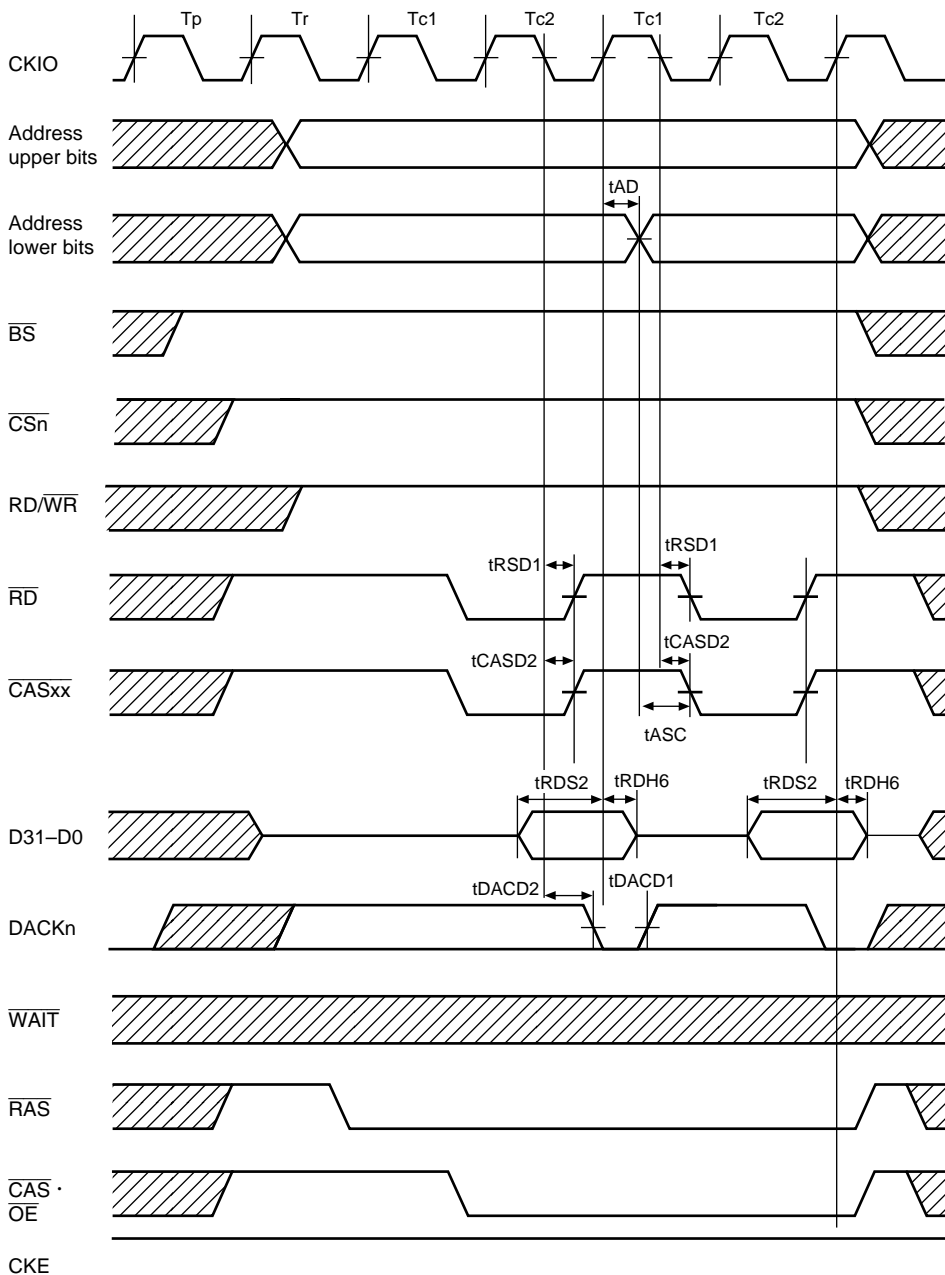 Tp Tr Tc1 Tc2 Tc1 Tc2
CKIO
Address
upper bits
tAD
Address
lower bits
BS
CSn
RD/WR
tRSD1 tRSD1
RD
tCASD2 tCASD2
CASxx
tASC
tRDS2 tRDH6 tRDS2 tRDH6
D31–D0
tDACD2 tDACD1
DACKn
WAIT
RAS
CAS ·
OE
CKE